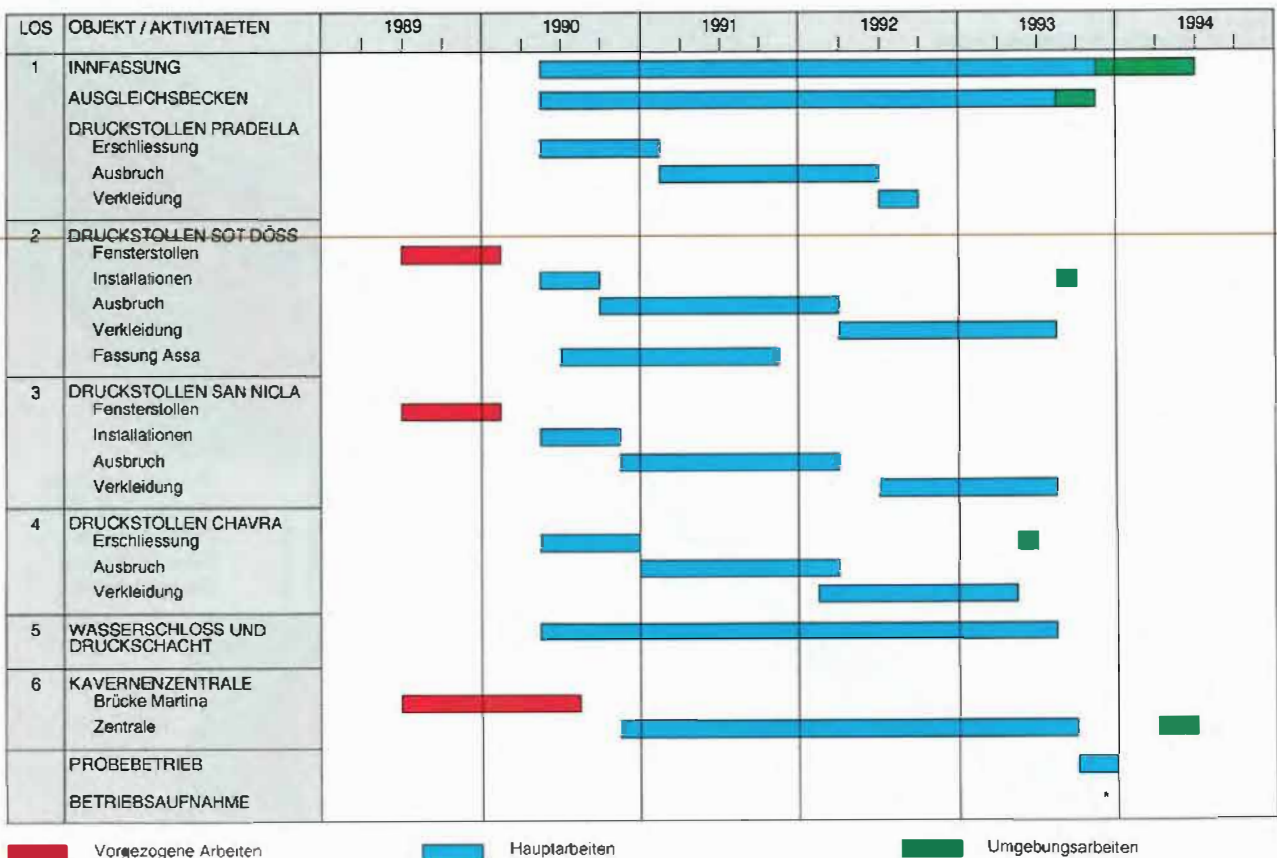 LOS OBJEKT / AKTIVITAETEN 1989 1990 1991 1992 1993 1994
1 INNFASSUNG
AUSGLEICHSBECKEN
DRUCKSTOLLEN PRADELLA
Erschliessung
Ausbruch
Verkleidung
2 DRUCKSTOLLEN SOT DÖSS
Fensterstollen
Installationen
Ausbruch
Verkleidung
Fassung Assa
3 DRUCKSTOLLEN SAN NICLA
Fensterstollen
Installationen
Ausbruch
Verkleidung
4 DRUCKSTOLLEN CHAVRA
Erschliessung
Ausbruch
Verkleidung
5 WASSERSCHLOSS UND
DRUCKSCHACHT
6 KAVERNENZENTRALE
Brücke Martina
Zentrale
PROBEBETRIEB
BETRIEBSAUFNAHME *
Vorgezogene Arbeiten Hauptarbeiten Umgebungsarbeiten